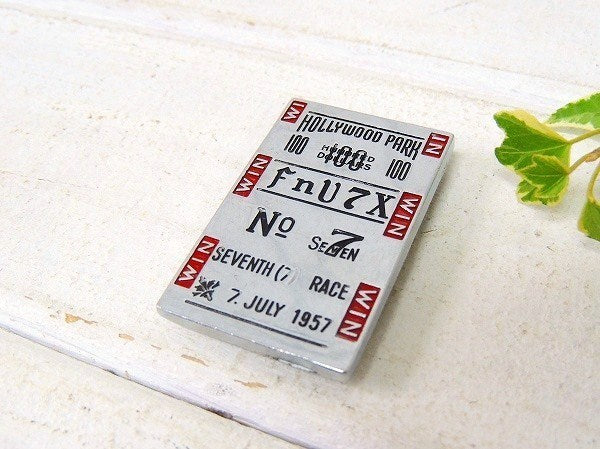 WIN
HOLLYWOOD PARK
100 HUNDRED DOLLARS 100 100
WIN fnU7X WIN
No SEVEN 7
WIN SEVENTH (7) RACE WIN
7. JULY 1957